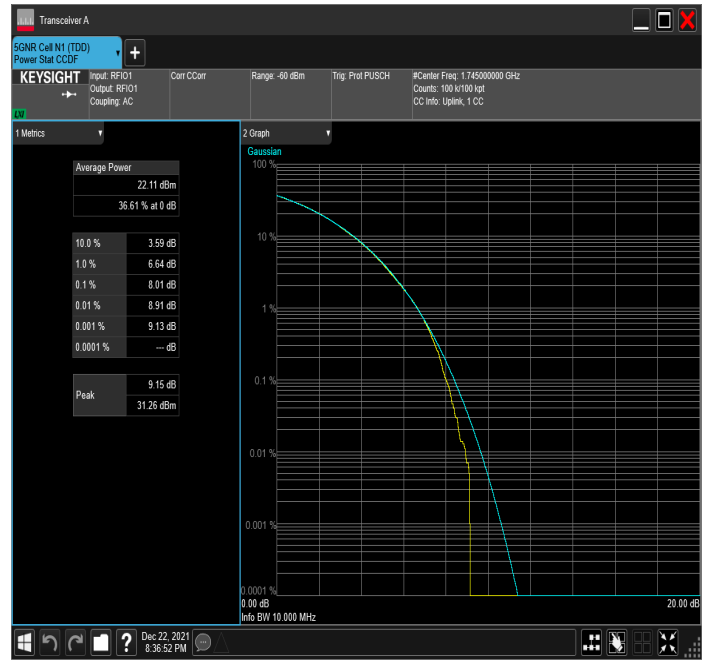 Transceiver A
5GNR Cell N1 (TDD)
Power Stat CCDF
KEYSIGHT
LXI
Input: RFIO1
Output: RFIO1
Coupling: AC
Corr CCorr
Range: -60 dBm
Trig: Prot PUSCH
#Center Freq: 1.745000000 GHz
Counts: 100 k/100 kpt
CC Info: Uplink, 1 CC
1 Metrics
Average Power
22.11 dBm
36.61 % at 0 dB
10.0 % 3.59 dB
1.0 % 6.64 dB
0.1 % 8.01 dB
0.01 % 8.91 dB
0.001 % 9.13 dB
0.0001 % --- dB
Peak
9.15 dB
31.26 dBm
2 Graph
Gaussian
100 %
10 %
1 %
0.1 %
0.01 %
0.001 %
0.0001 %
0.00 dB
20.00 dB
Info BW 10.000 MHz
?
Dec 22, 2021
8:36:52 PM